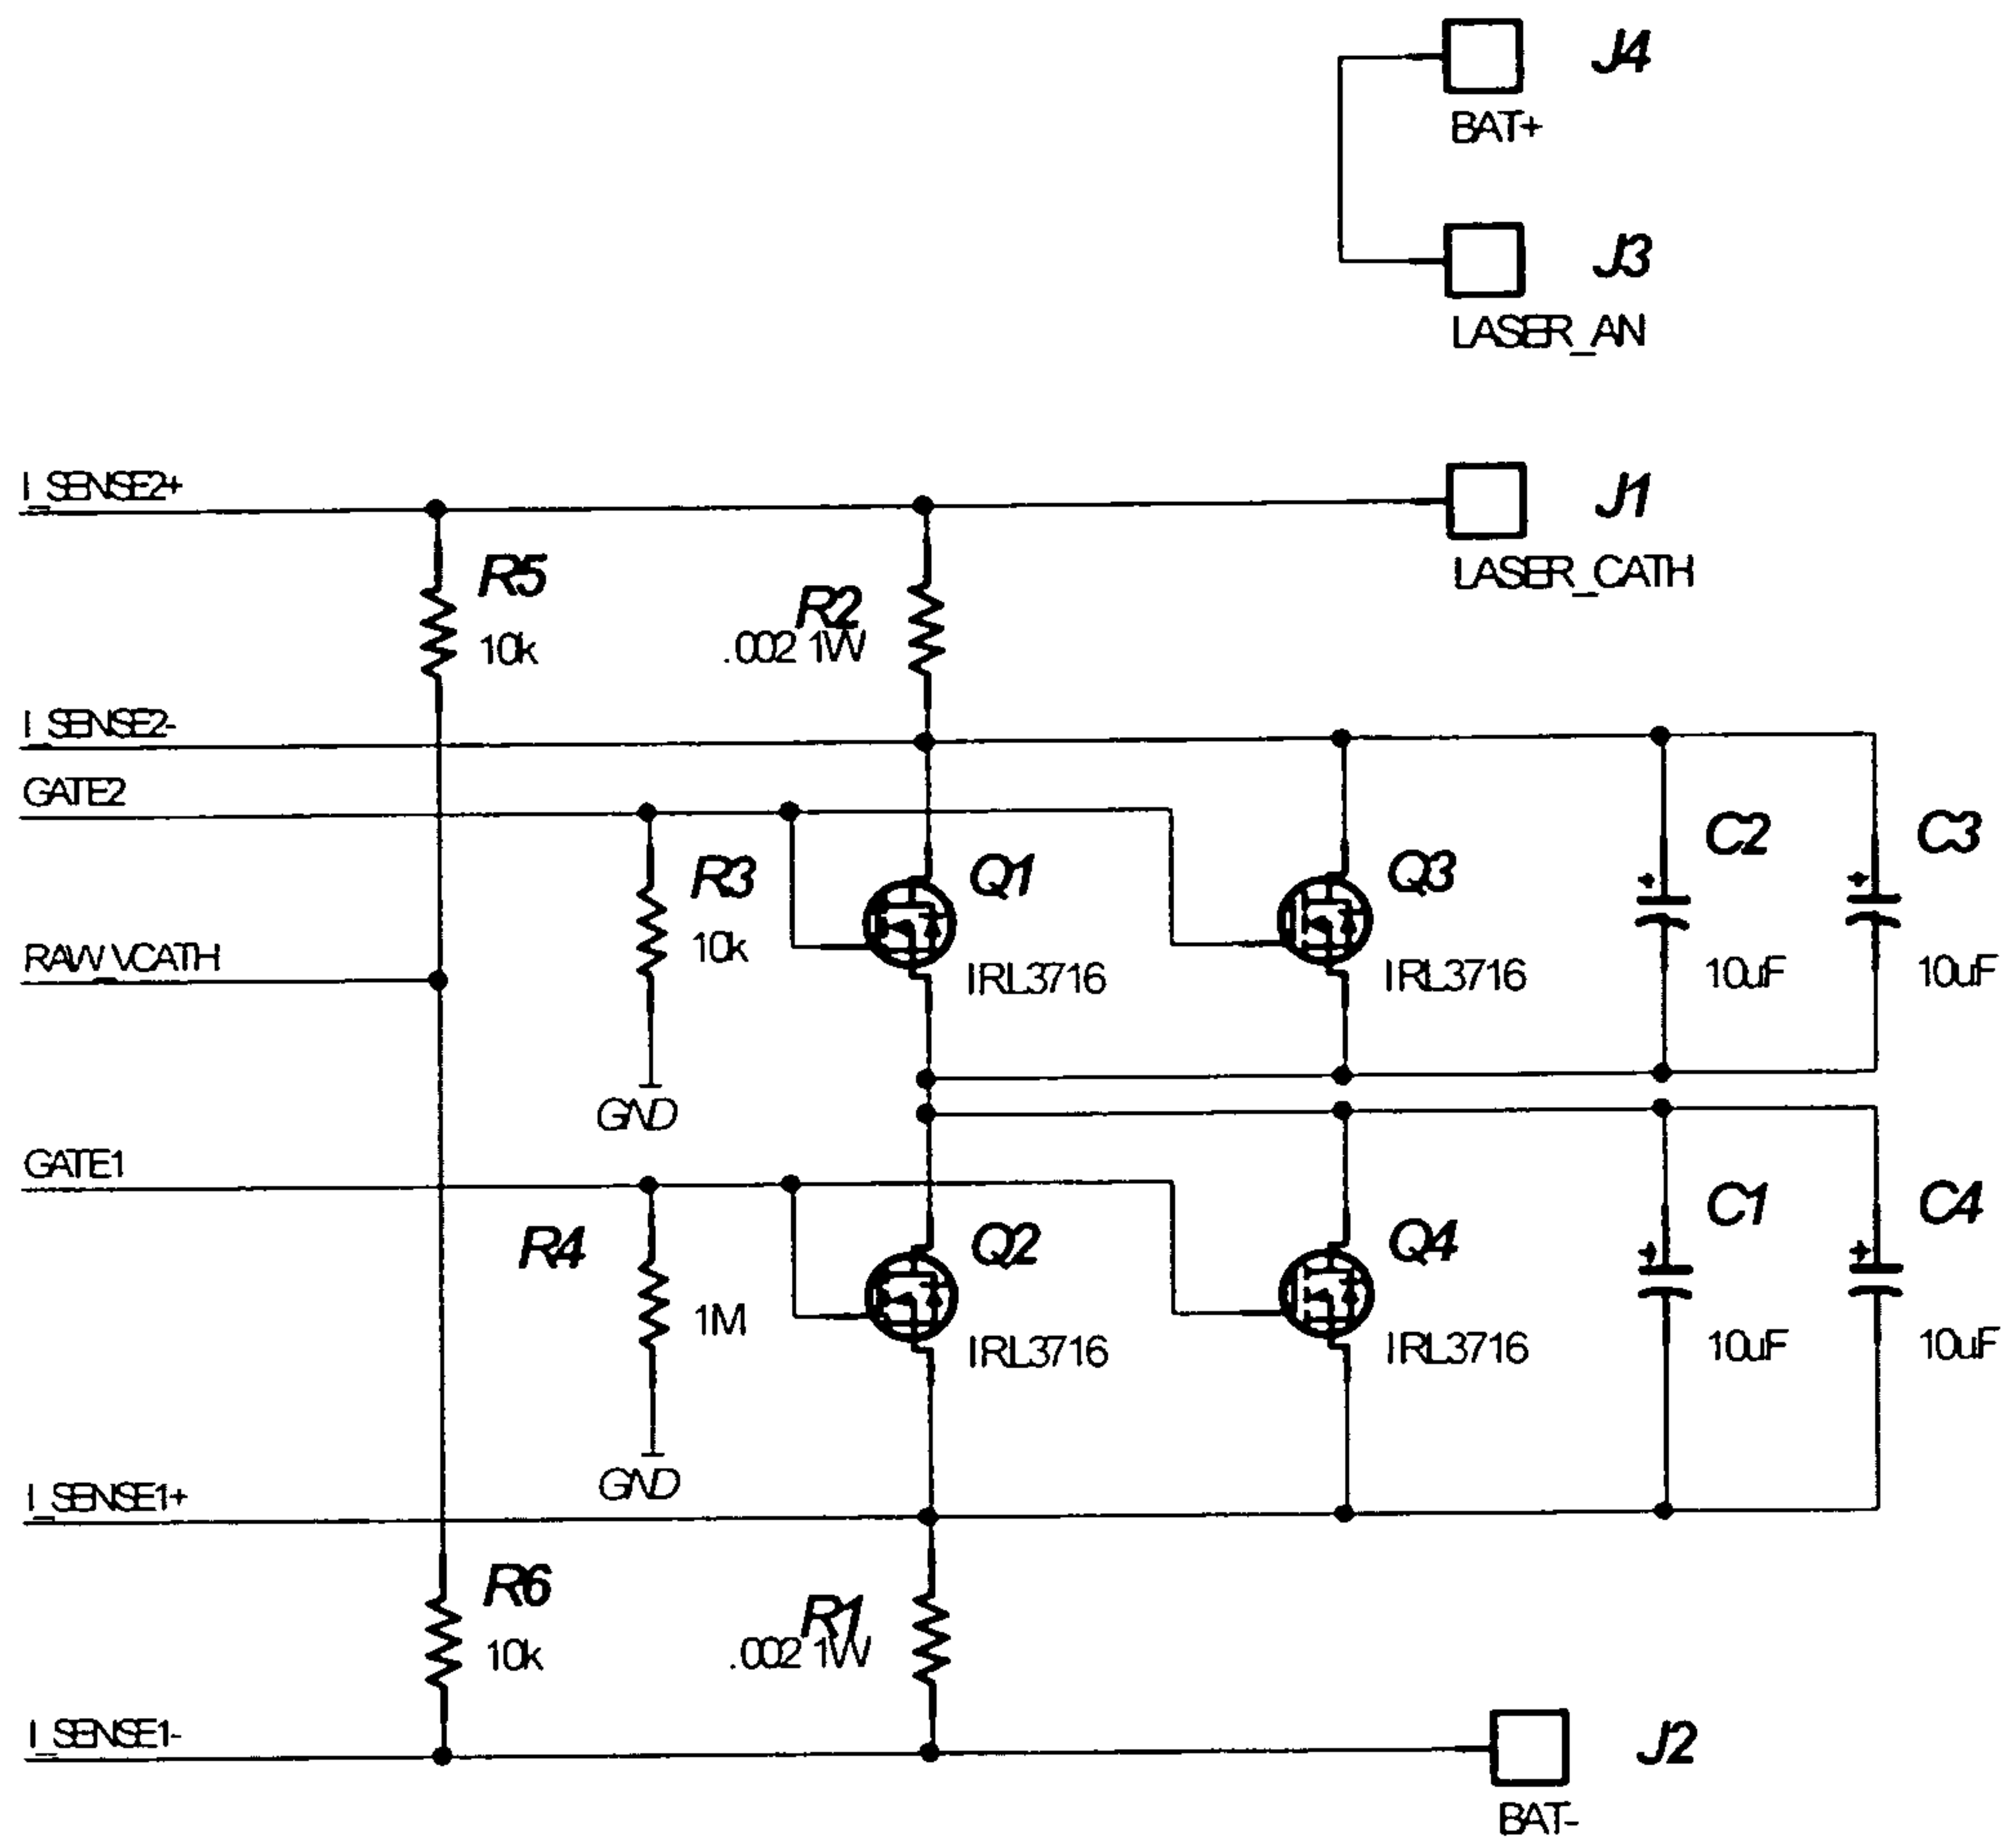 J4
BAT+
J3
LASER_AN
I_SENSE2+
J1
LASER_CATH
R5
10k
R2
.002 1W
I_SENSE2-
GATE2
R3
10k
Q1
IRL3716
Q3
IRL3716
C2
10uF
C3
10uF
RAW_VCATH
GND
GATE1
R4
1M
Q2
IRL3716
Q4
IRL3716
C1
10uF
C4
10uF
GND
I_SENSE1+
R6
10k
R1
.002 1W
I_SENSE1-
J2
BAT-